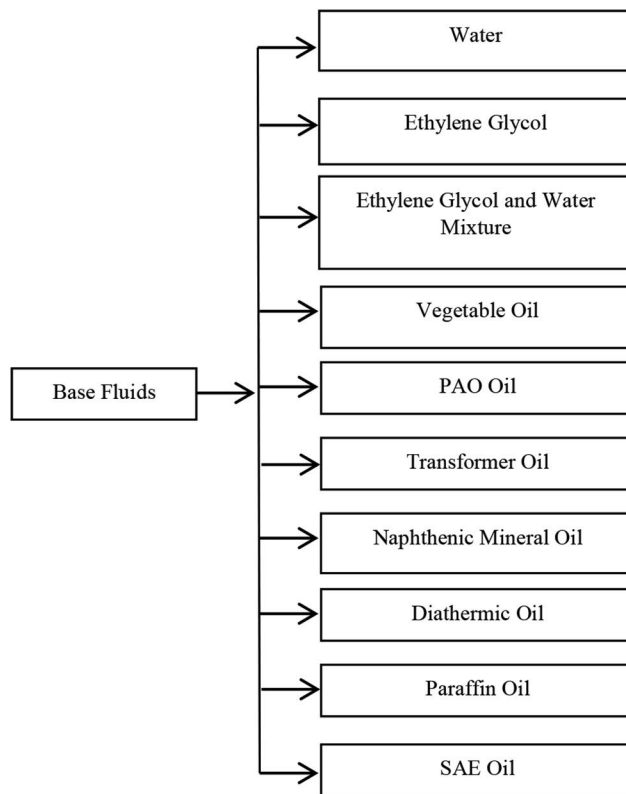 Water
Ethylene Glycol
Ethylene Glycol and Water
Mixture
Vegetable Oil
Base Fluids
PAO Oil
Transformer Oil
Naphthenic Mineral Oil
Diathermic Oil
Paraffin Oil
SAE Oil